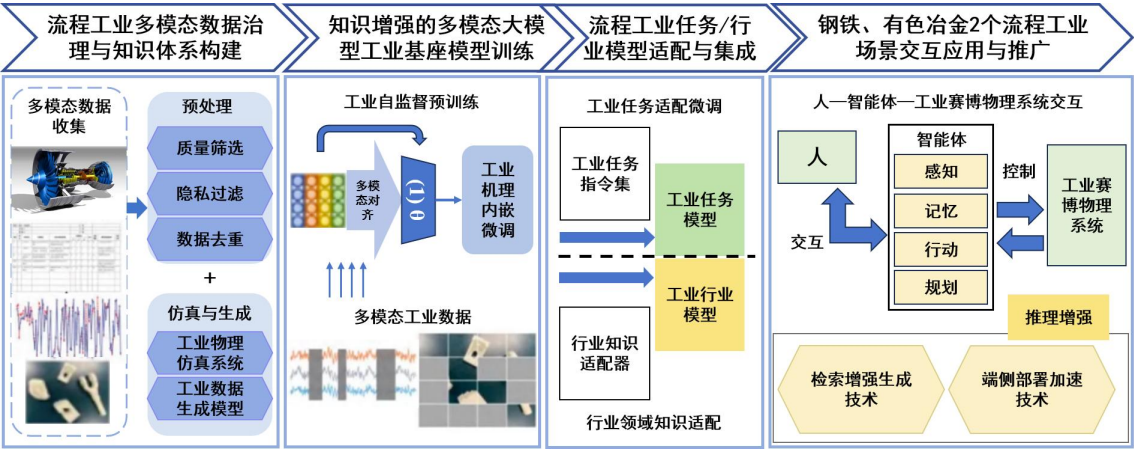 流程工业多模态数据治
理与知识体系构建
知识增强的多模态大模
型工业基座模型训练
流程工业任务/行
业模型适配与集成
钢铁、有色冶金2个流程工业
场景交互应用与推广
多模态数据
收集
预处理
质量筛选
隐私过滤
数据去重
+
仿真与生成
工业物理
仿真系统
工业数据
生成模型
工业自监督预训练
多模
态对
齐
(1) θ
工业
机理
内嵌
微调
多模态工业数据
工业任务适配微调
工业任务
指令集
工业任务
模型
工业行业
模型
行业知识
适配器
行业领域知识适配
人—智能体—工业赛博物理系统交互
人
交互
智能体
感知
记忆
行动
规划
控制
工业赛
博物理
系统
推理增强
检索增强生成
技术
端侧部署加速
技术